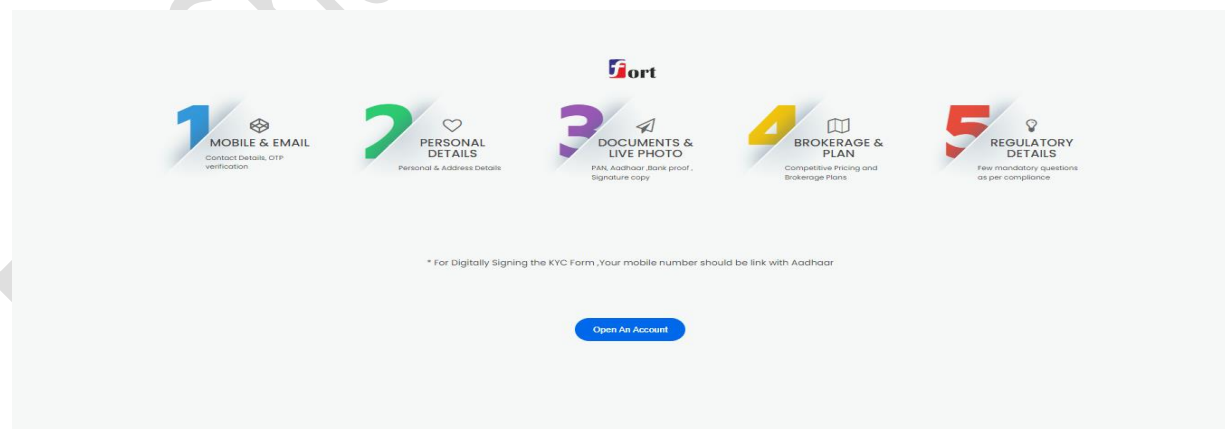 fort
1
MOBILE & EMAIL
Contact Details, OTP
verification
2
PERSONAL
DETAILS
Personal & Address Details
3
DOCUMENTS &
LIVE PHOTO
PAN, Aadhaar ,Bank proof ,
Signature copy
4
BROKERAGE &
PLAN
Competitive Pricing and
Brokerage Plans
5
REGULATORY
DETAILS
Few mandatory questions
as per compliance
* For Digitally Signing the KYC Form ,Your mobile number should be link with Aadhaar
Open An Account